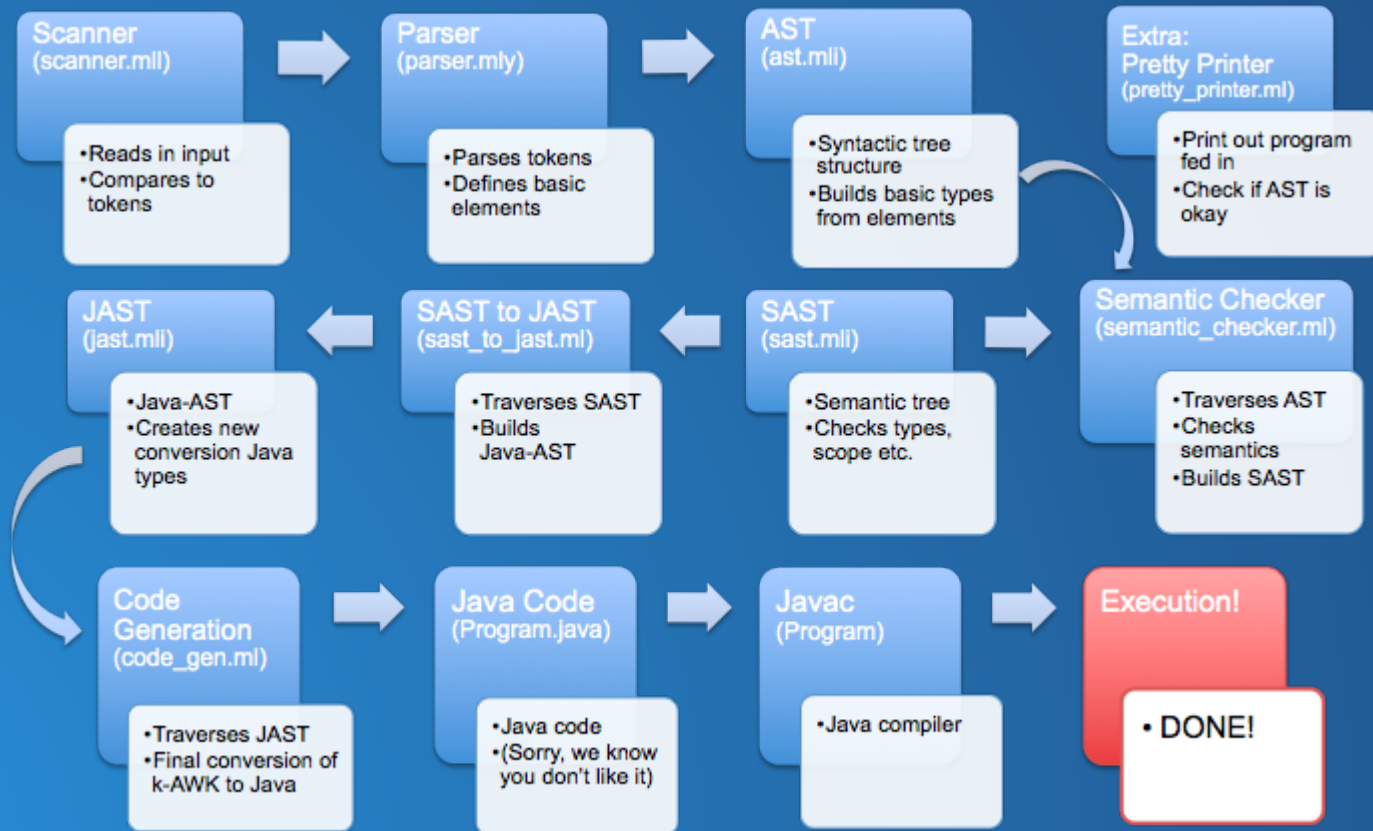 Scanner
(scanner.mll)
•Reads in input
•Compares to
tokens
Parser
(parser.mly)
•Parses tokens
•Defines basic
elements
AST
(ast.mli)
•Syntactic tree
structure
•Builds basic types
from elements
Extra:
Pretty Printer
(pretty_printer.ml)
•Print out program
fed in
•Check if AST is
okay
Semantic Checker
(semantic_checker.ml)
•Traverses AST
•Checks
semantics
•Builds SAST
SAST
(sast.mli)
•Semantic tree
•Checks types,
scope etc.
SAST to JAST
(sast_to_jast.ml)
•Traverses SAST
•Builds
Java-AST
JAST
(jast.mli)
•Java-AST
•Creates new
conversion Java
types
Code
Generation
(code_gen.ml)
•Traverses JAST
•Final conversion of
k-AWK to Java
Java Code
(Program.java)
•Java code
•(Sorry, we know
you don't like it)
Javac
(Program)
•Java compiler
Execution!
• DONE!